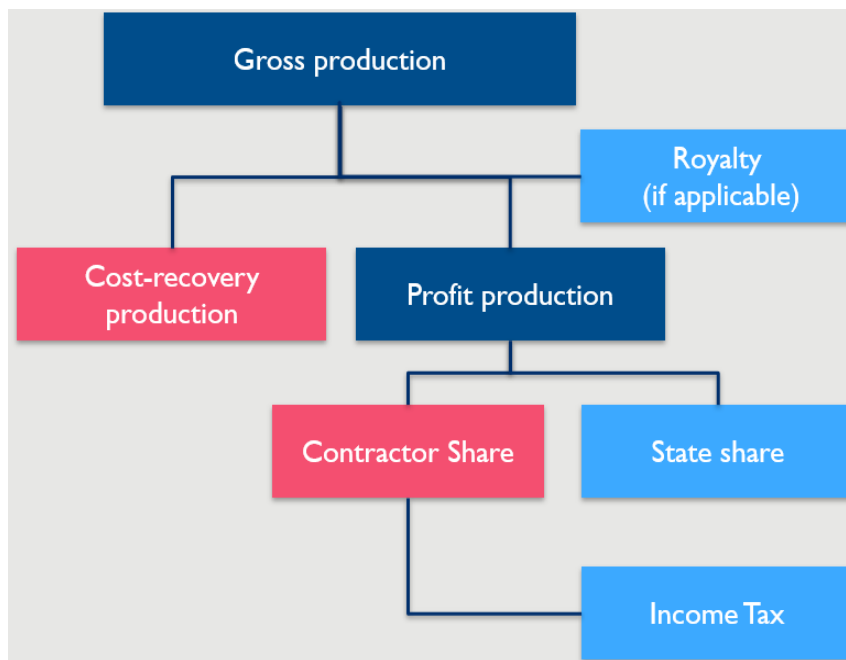 Gross production
Royalty
(if applicable)
Cost-recovery
production
Profit production
Contractor Share
State share
Income Tax